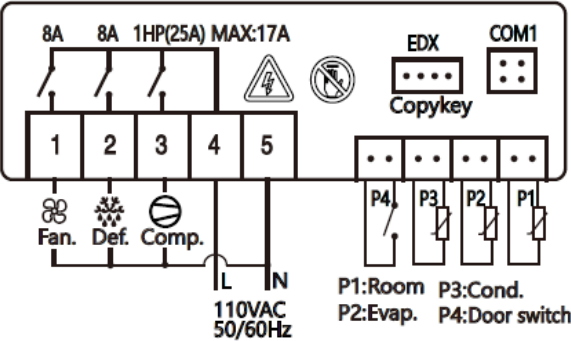 8A 8A 1HP(25A) MAX:17A
EDX
COM1
Copykey
1 2 3 4 5
P4 P3 P2 P1
Fan. Def. Comp.
L N
110VAC
50/60Hz
P1:Room P3:Cond.
P2:Evap. P4:Door switch